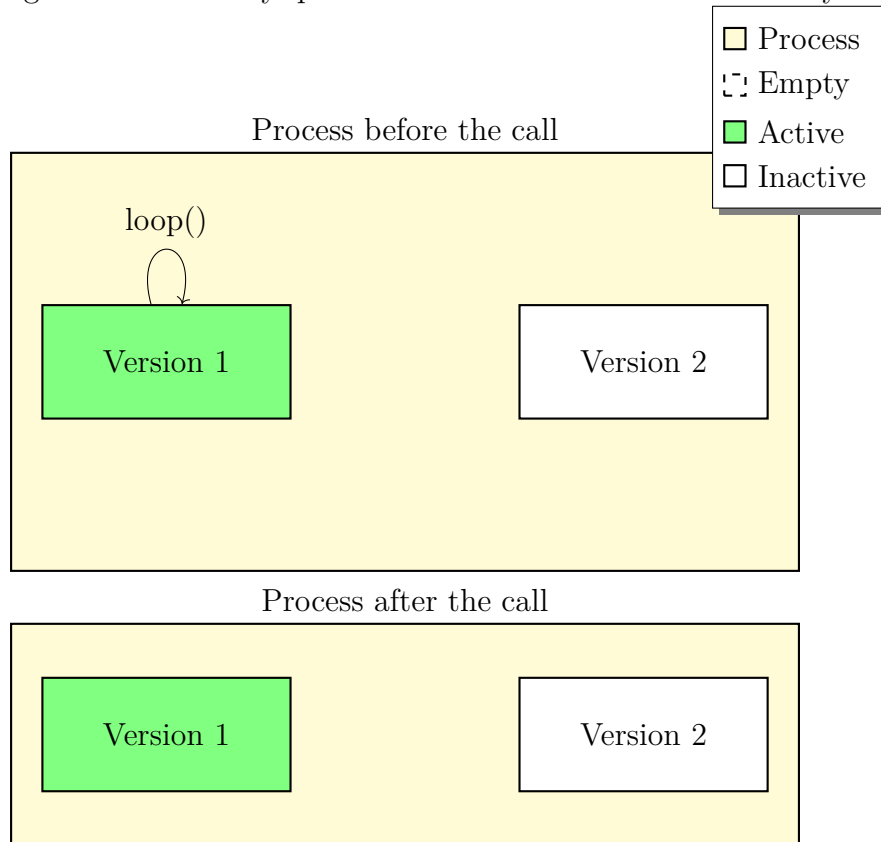 Process
Empty
Active
Inactive
Process before the call
loop()
Version 1
Version 2
Process after the call
Version 1
Version 2